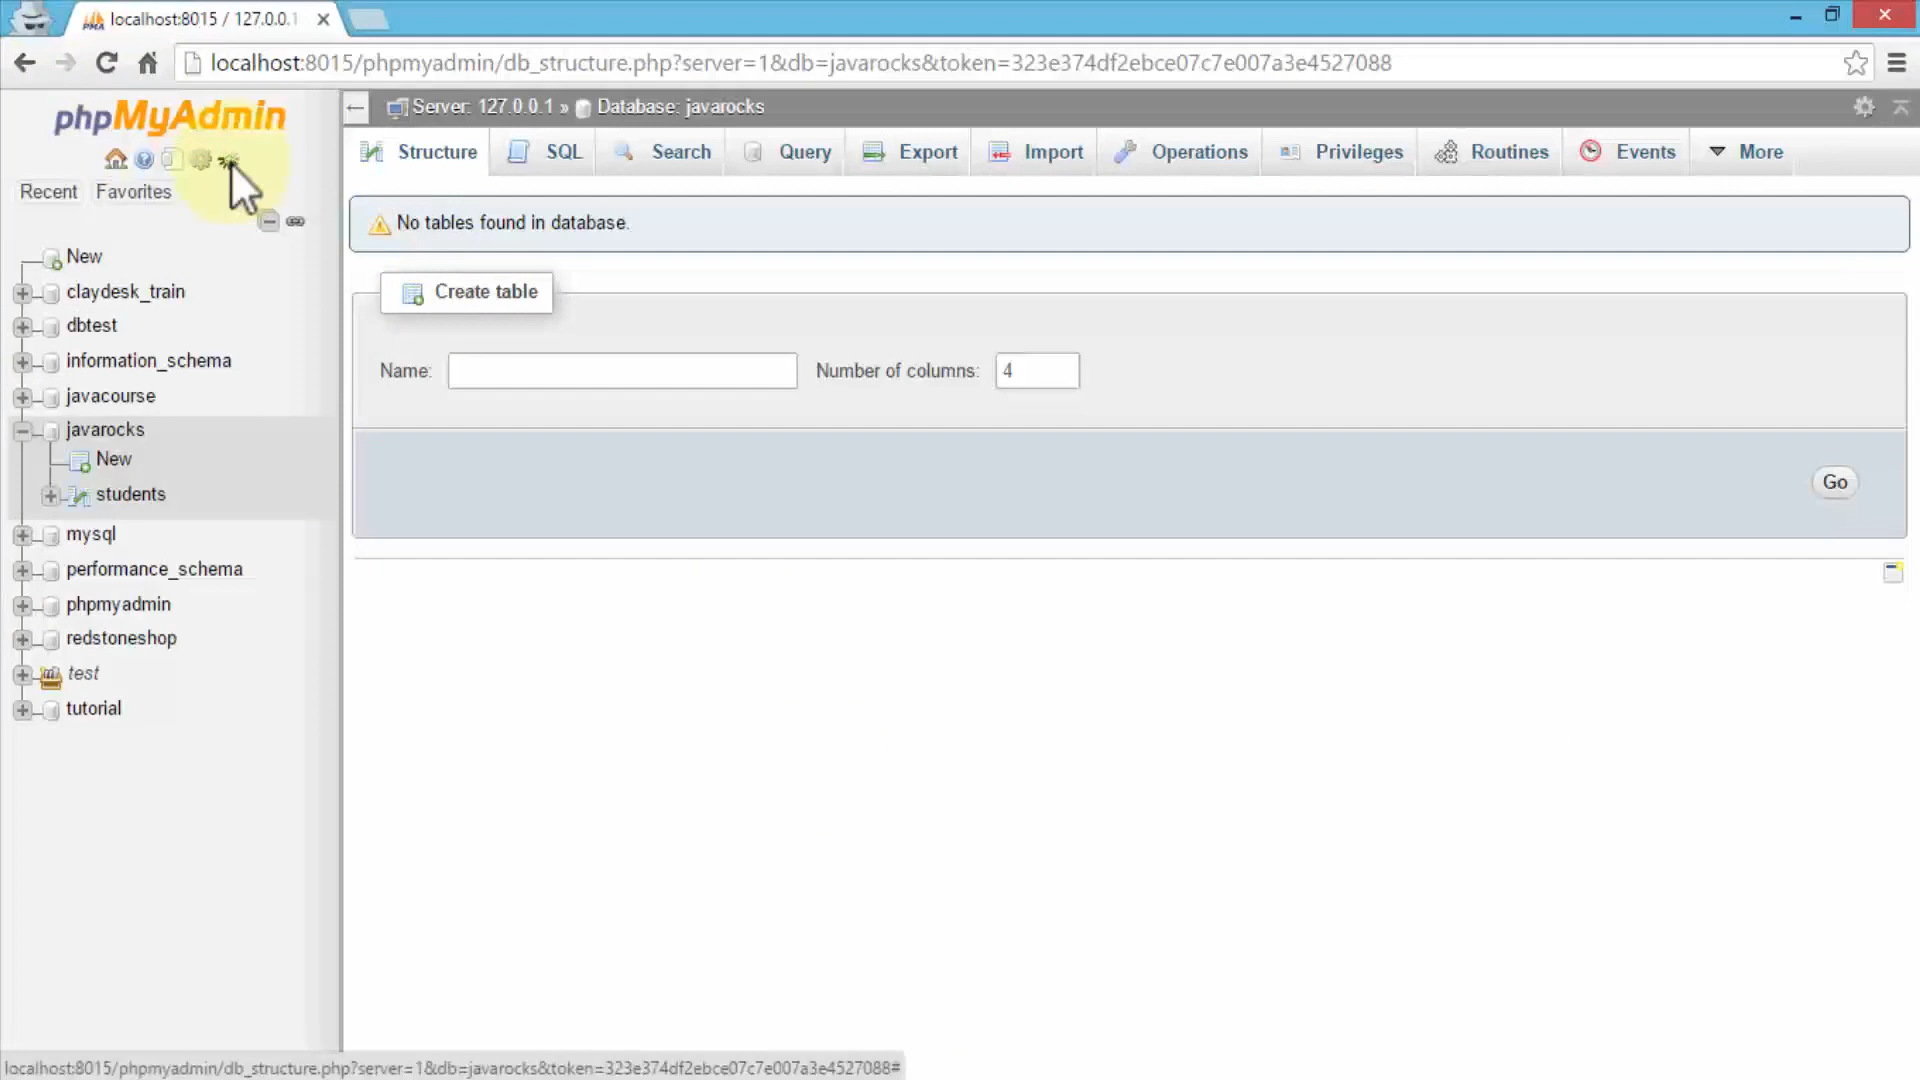 localhost:8015 / 127.0.0.1
localhost:8015/phpmyadmin/db_structure.php?server=1&db=javarocks&token=323e374df2ebce07c7e007a3e4527088
phpMyAdmin
Recent Favorites
New
claydesk_train
dbtest
information_schema
javacourse
javarocks
New
students
mysql
performance_schema
phpmyadmin
redstoneshop
test
tutorial
Server: 127.0.0.1 » Database: javarocks
Structure SQL Search Query Export Import Operations Privileges Routines Events More
No tables found in database.
Create table
Name: Number of columns: 4
Go
localhost:8015/phpmyadmin/db_structure.php?server=1&db=javarocks&token=323e374df2ebce07c7e007a3e4527088#